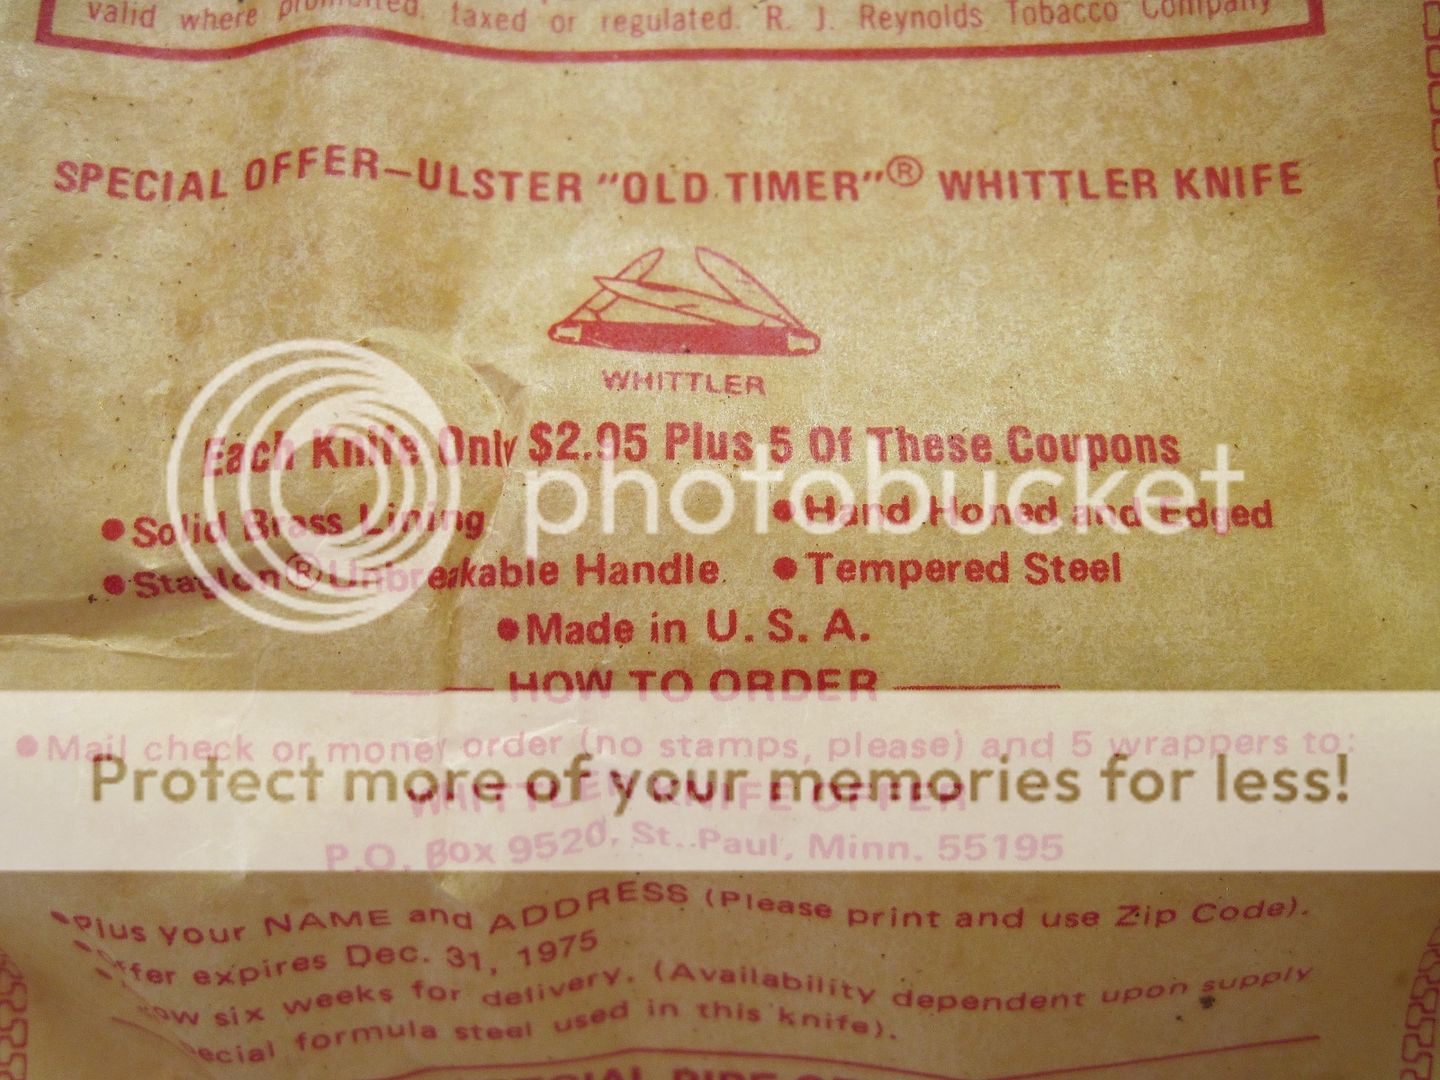 valid where prohibited, taxed or regulated. R. J. Reynolds Tobacco Company
SPECIAL OFFER—ULSTER "OLD TIMER"® WHITTLER KNIFE
WHITTLER
Each Knife Only $2.95 Plus 5 Of These Coupons
•Solid Brass Lining •Hand Honed and Edged
•Staglon® Unbreakable Handle •Tempered Steel
•Made in U. S. A.
HOW TO ORDER
•Mail check or money order (no stamps, please) and 5 wrappers to:
WHITTLER KNIFE OFFER
P.O. Box 9520, St. Paul, Minn. 55195
•Plus your NAME and ADDRESS (Please print and use Zip Code).
•Offer expires Dec. 31, 1975
six weeks for delivery. (Availability dependent upon supply
formula steel used in this knife).
photobucket
Protect more of your memories for less!